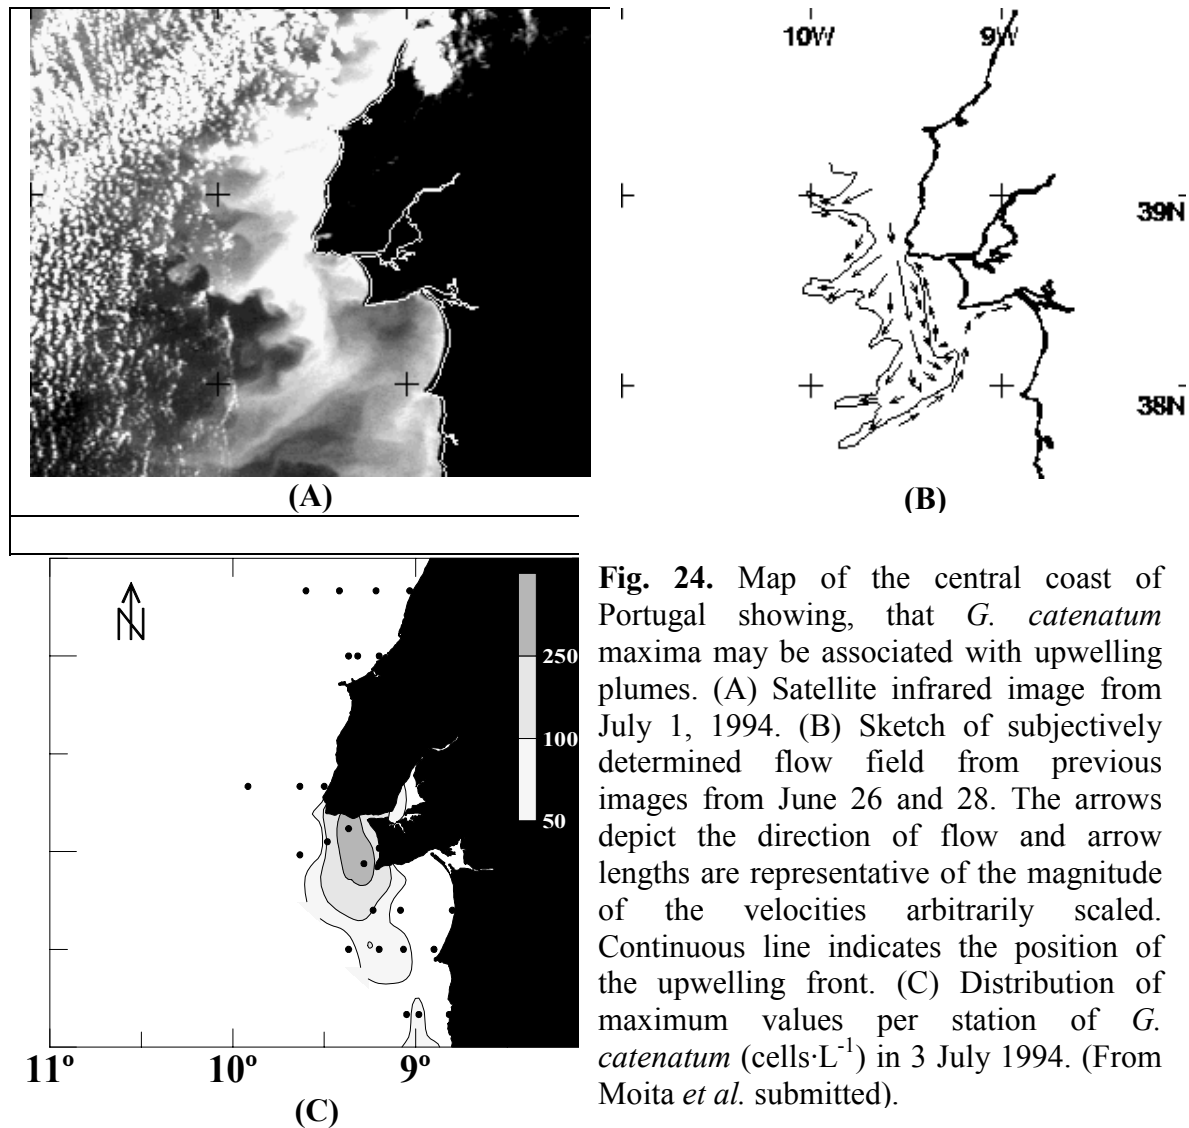 10W
9W
39N
38N
(A)
(B)
N
250
100
50
11º
10º
9º
(C)
Fig. 24. Map of the central coast of
Portugal showing, that G. catenatum
maxima may be associated with upwelling
plumes. (A) Satellite infrared image from
July 1, 1994. (B) Sketch of subjectively
determined flow field from previous
images from June 26 and 28. The arrows
depict the direction of flow and arrow
lengths are representative of the magnitude
of the velocities arbitrarily scaled.
Continuous line indicates the position of
the upwelling front. (C) Distribution of
maximum values per station of G.
catenatum (cells·L⁻¹) in 3 July 1994. (From
Moita et al. submitted).